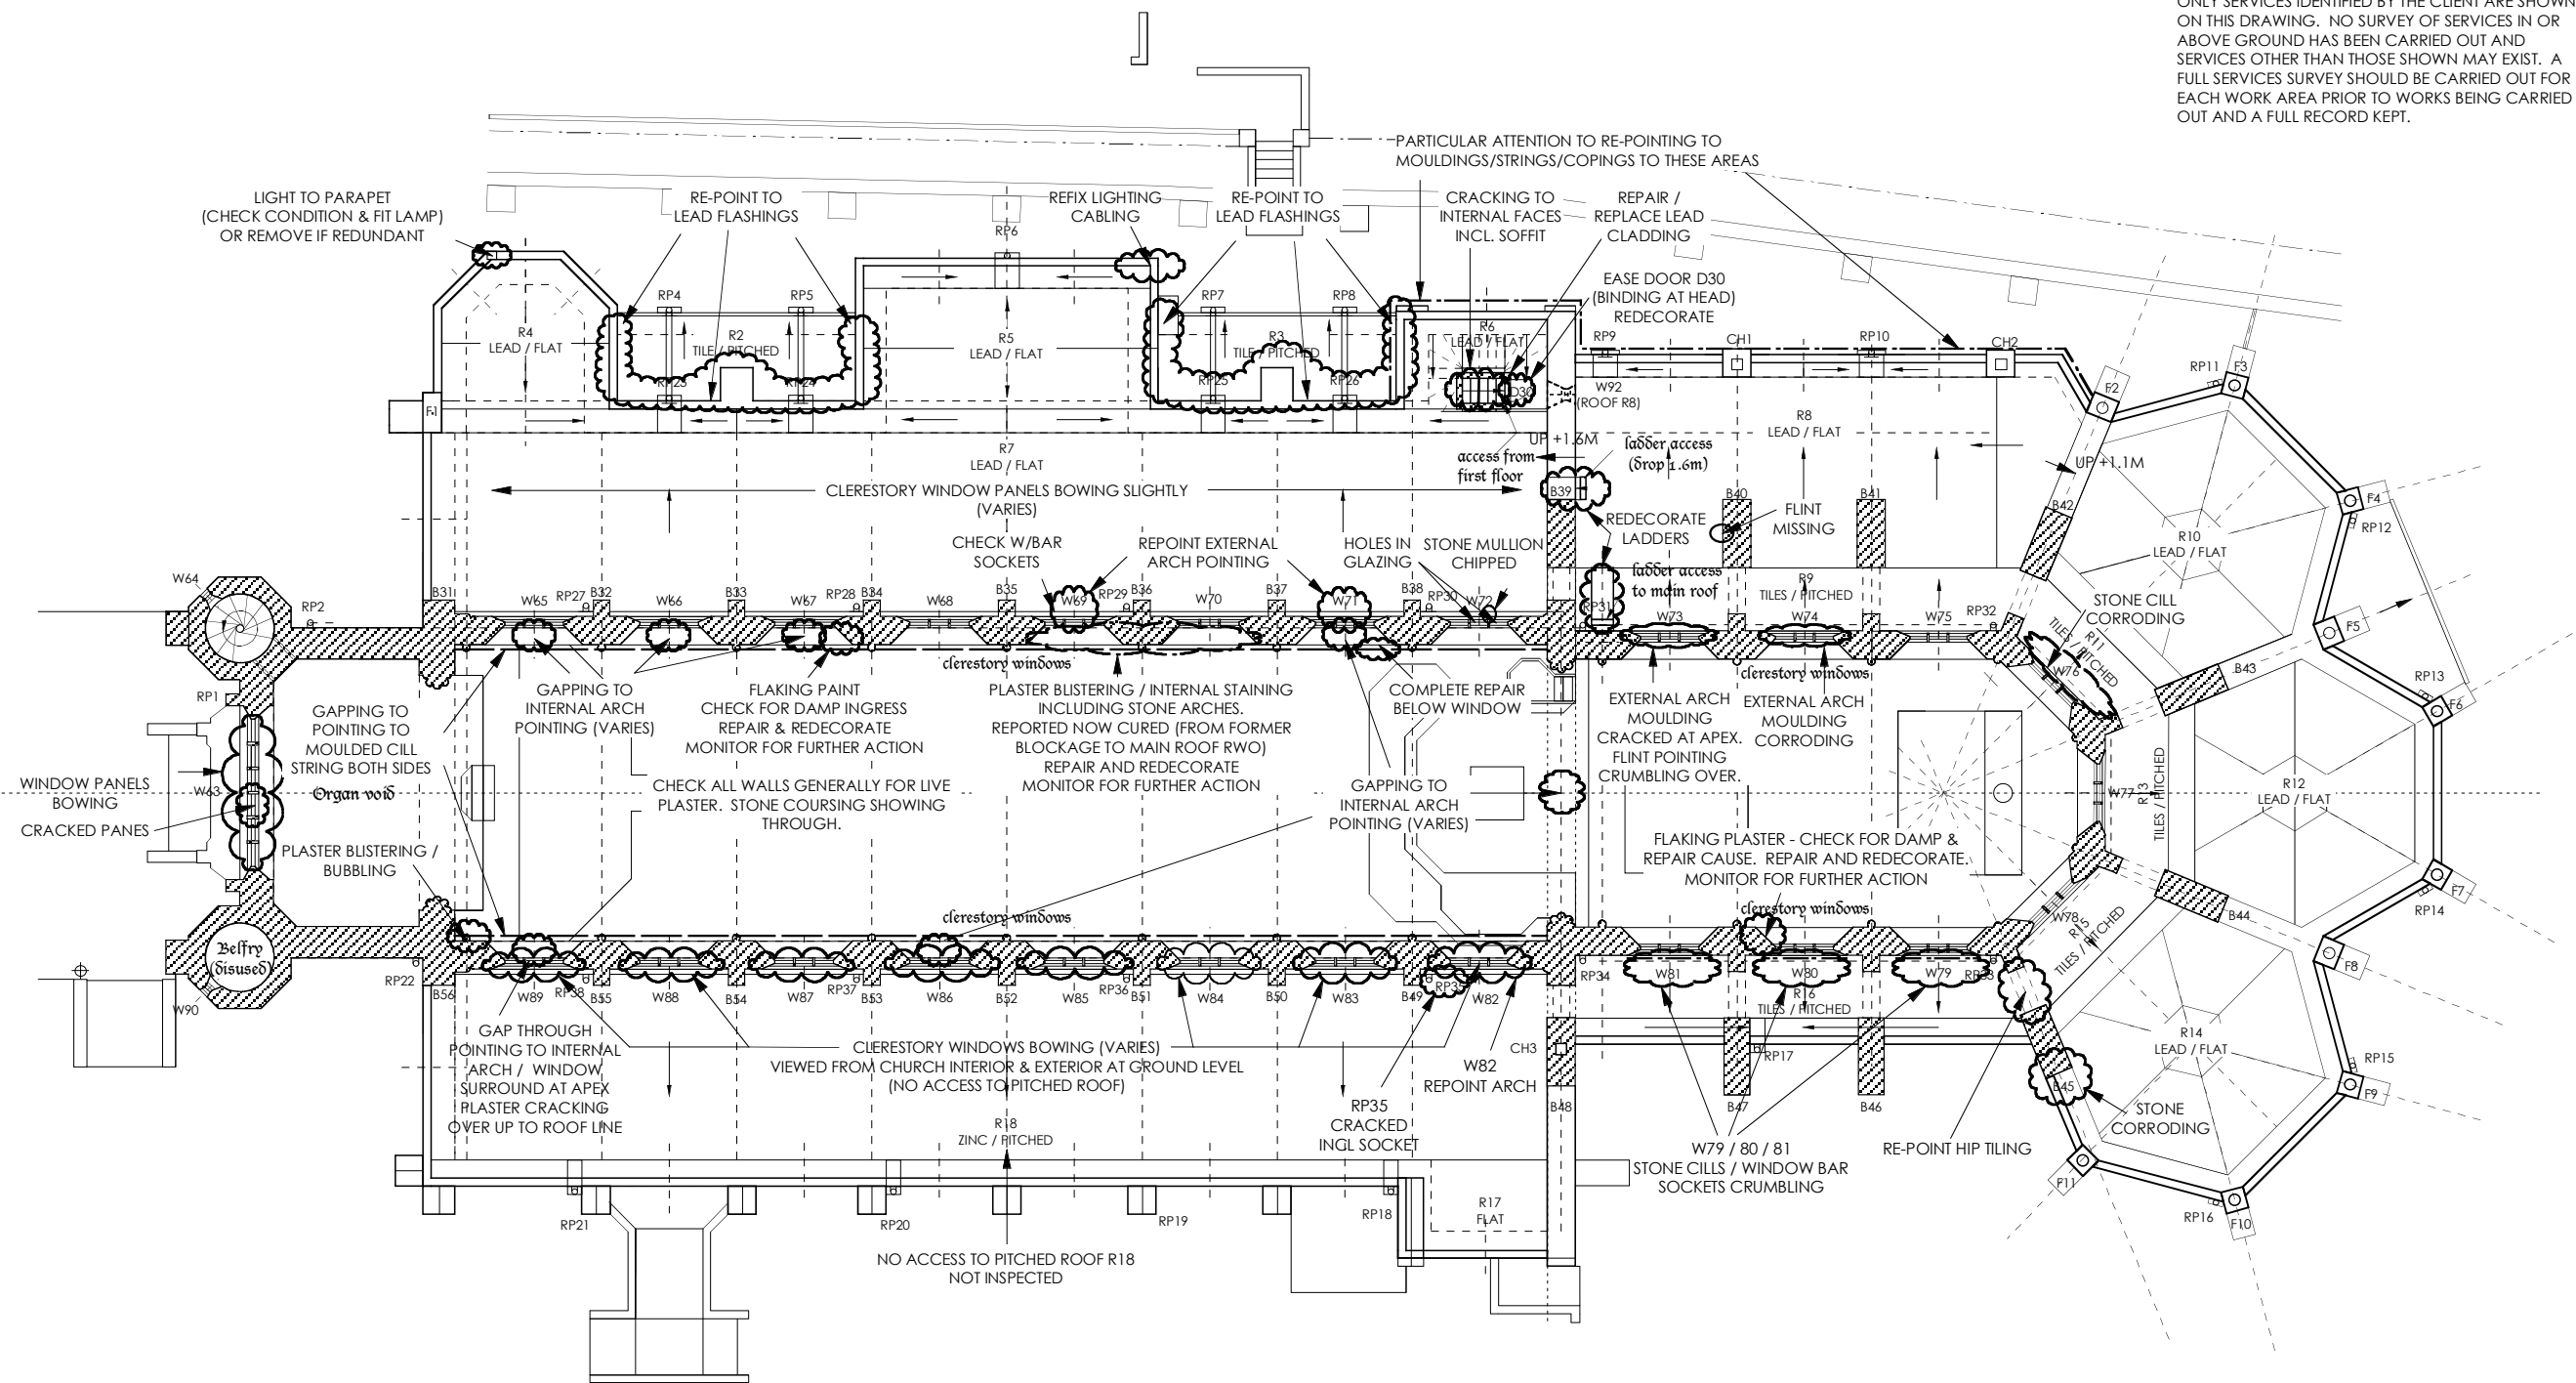 ONLY SERVICES IDENTIFIED BY THE CLIENT ARE SHOWN
ON THIS DRAWING. NO SURVEY OF SERVICES IN OR
ABOVE GROUND HAS BEEN CARRIED OUT AND
SERVICES OTHER THAN THOSE SHOWN MAY EXIST. A
FULL SERVICES SURVEY SHOULD BE CARRIED OUT FOR
EACH WORK AREA PRIOR TO WORKS BEING CARRIED
OUT AND A FULL RECORD KEPT.
PARTICULAR ATTENTION TO RE-POINTING TO
MOULDINGS/STRINGS/COPINGS TO THESE AREAS
LIGHT TO PARAPET
(CHECK CONDITION & FIT LAMP)
OR REMOVE IF REDUNDANT
RE-POINT TO
LEAD FLASHINGS
REFIX LIGHTING
CABLING
RP6
RE-POINT TO
LEAD FLASHINGS
CRACKING TO
INTERNAL FACES
INCL. SOFFIT
REPAIR /
REPLACE LEAD
CLADDING
EASE DOOR D30
(BINDING AT HEAD)
REDECORATE
RP4
RP5
RP7
RP8
RP9
CH1
RP10
CH2
R4
LEAD / FLAT
R2
TILE / PITCHED
R5
LEAD / FLAT
R3
TILE / PITCHED
R6
LEAD / FLAT
RP23
RP24
RP25
RP26
D30
W92
(ROOF R8)
RP11
F3
F2
F1
R8
LEAD / FLAT
R7
LEAD / FLAT
UP +1.6M
access from
first floor
ladder access
(drop 1.6m)
UP +1.1M
CLERESTORY WINDOW PANELS BOWING SLIGHTLY
(VARIES)
B39
B40
B41
B42
F4
RP12
FLINT
MISSING
REDECORATE
LADDERS
CHECK W/BAR
SOCKETS
REPOINT EXTERNAL
ARCH POINTING
HOLES IN
GLAZING
STONE MULLION
CHIPPED
R10
LEAD / FLAT
ladder access
to main roof
R9
TILES / PITCHED
W64
RP2
B31
W65
RP27
B32
W66
B33
W67
RP28
B34
W68
B35
W69
RP29
B36
W70
B37
W71
B38
RP30
W72
RP31
W73
W74
W75
RP32
STONE CILL
CORRODING
F5
R11
TILES / PITCHED
W76
B43
RP13
F6
clerestory windows
clerestory windows
RP1
GAPPING TO
POINTING TO
MOULDED CILL
STRING BOTH SIDES
GAPPING TO
INTERNAL ARCH
POINTING (VARIES)
FLAKING PAINT
CHECK FOR DAMP INGRESS
REPAIR & REDECORATE
MONITOR FOR FURTHER ACTION
PLASTER BLISTERING / INTERNAL STAINING
INCLUDING STONE ARCHES.
REPORTED NOW CURED (FROM FORMER
BLOCKAGE TO MAIN ROOF RWO)
REPAIR AND REDECORATE
MONITOR FOR FURTHER ACTION
COMPLETE REPAIR
BELOW WINDOW
EXTERNAL ARCH
MOULDING
CRACKED AT APEX.
FLINT POINTING
CRUMBLING OVER.
EXTERNAL ARCH
MOULDING
CORRODING
WINDOW PANELS
BOWING
CRACKED PANES
W63
Organ void
CHECK ALL WALLS GENERALLY FOR LIVE
PLASTER. STONE COURSING SHOWING
THROUGH.
GAPPING TO
INTERNAL ARCH
POINTING (VARIES)
W77
R13
TILES / PITCHED
R12
LEAD / FLAT
PLASTER BLISTERING /
BUBBLING
FLAKING PLASTER - CHECK FOR DAMP &
REPAIR CAUSE. REPAIR AND REDECORATE.
MONITOR FOR FURTHER ACTION
F7
RP14
B44
W78
R15
TILES / PITCHED
clerestory windows
clerestory windows
Belfry
(disused)
W90
RP22
B56
W89
RP38
B55
W88
B54
W87
RP37
B53
W86
B52
W85
RP36
B51
W84
B50
W83
B49
RP35
W82
RP34
W81
W80
W79
RP33
F8
R16
TILES / PITCHED
GAP THROUGH
POINTING TO INTERNAL
ARCH / WINDOW
SURROUND AT APEX
PLASTER CRACKING
OVER UP TO ROOF LINE
CLERESTORY WINDOWS BOWING (VARIES)
VIEWED FROM CHURCH INTERIOR & EXTERIOR AT GROUND LEVEL
(NO ACCESS TO PITCHED ROOF)
W82
REPOINT ARCH
RP35
CRACKED
INCL SOCKET
CH3
RP17
B48
B47
B46
R14
LEAD / FLAT
B45
RP15
F9
STONE
CORRODING
R18
ZINC / PITCHED
W79 / 80 / 81
STONE CILLS / WINDOW BAR
SOCKETS CRUMBLING
RE-POINT HIP TILING
F11
RP16
F10
RP21
RP20
RP19
RP18
R17
FLAT
NO ACCESS TO PITCHED ROOF R18
NOT INSPECTED